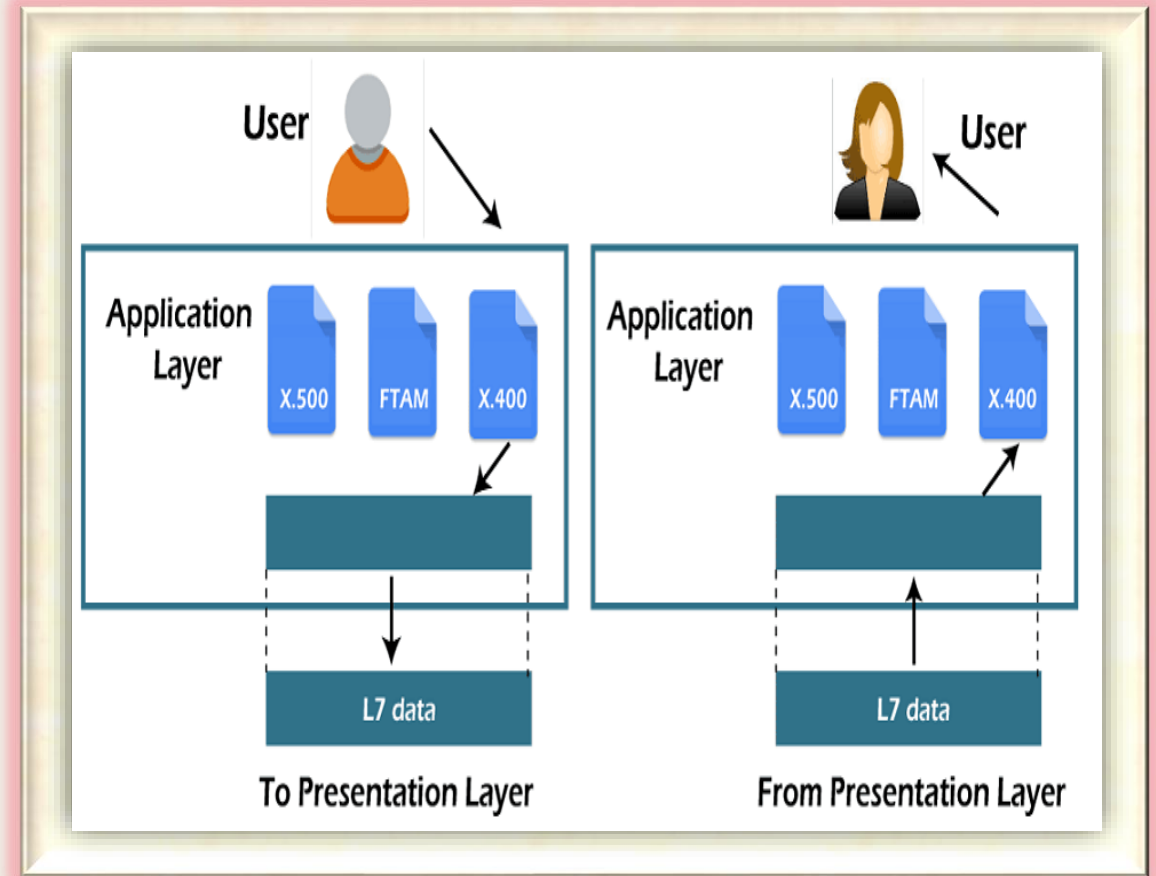 User
Application
Layer
X.500
FTAM
X.400
L7 data
To Presentation Layer
User
Application
Layer
X.500
FTAM
X.400
L7 data
From Presentation Layer